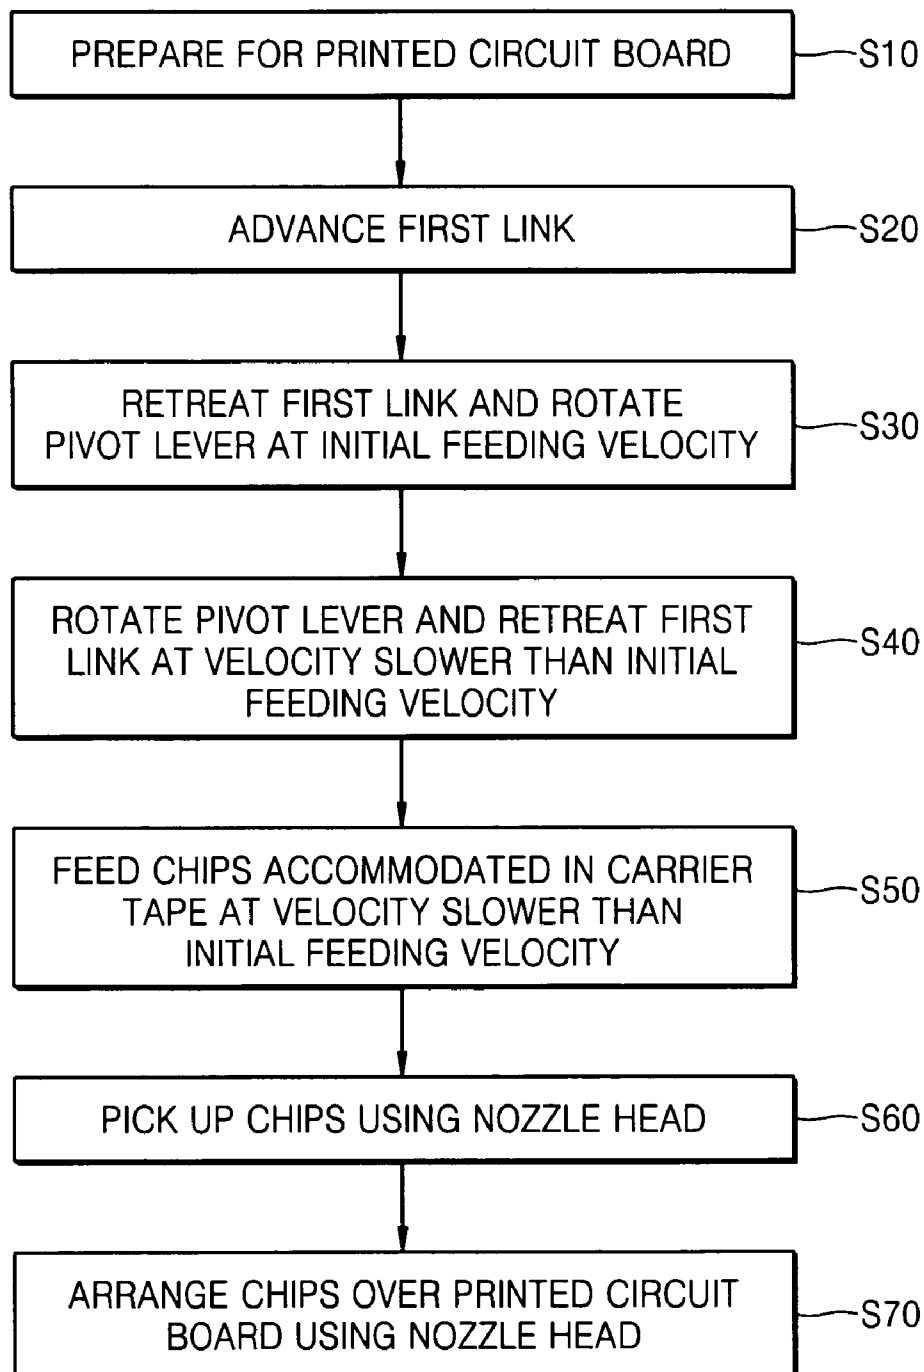 PREPARE FOR PRINTED CIRCUIT BOARD
S10
ADVANCE FIRST LINK
S20
RETREAT FIRST LINK AND ROTATE
PIVOT LEVER AT INITIAL FEEDING VELOCITY
S30
ROTATE PIVOT LEVER AND RETREAT FIRST
LINK AT VELOCITY SLOWER THAN INITIAL
FEEDING VELOCITY
S40
FEED CHIPS ACCOMMODATED IN CARRIER
TAPE AT VELOCITY SLOWER THAN
INITIAL FEEDING VELOCITY
S50
PICK UP CHIPS USING NOZZLE HEAD
S60
ARRANGE CHIPS OVER PRINTED CIRCUIT
BOARD USING NOZZLE HEAD
S70